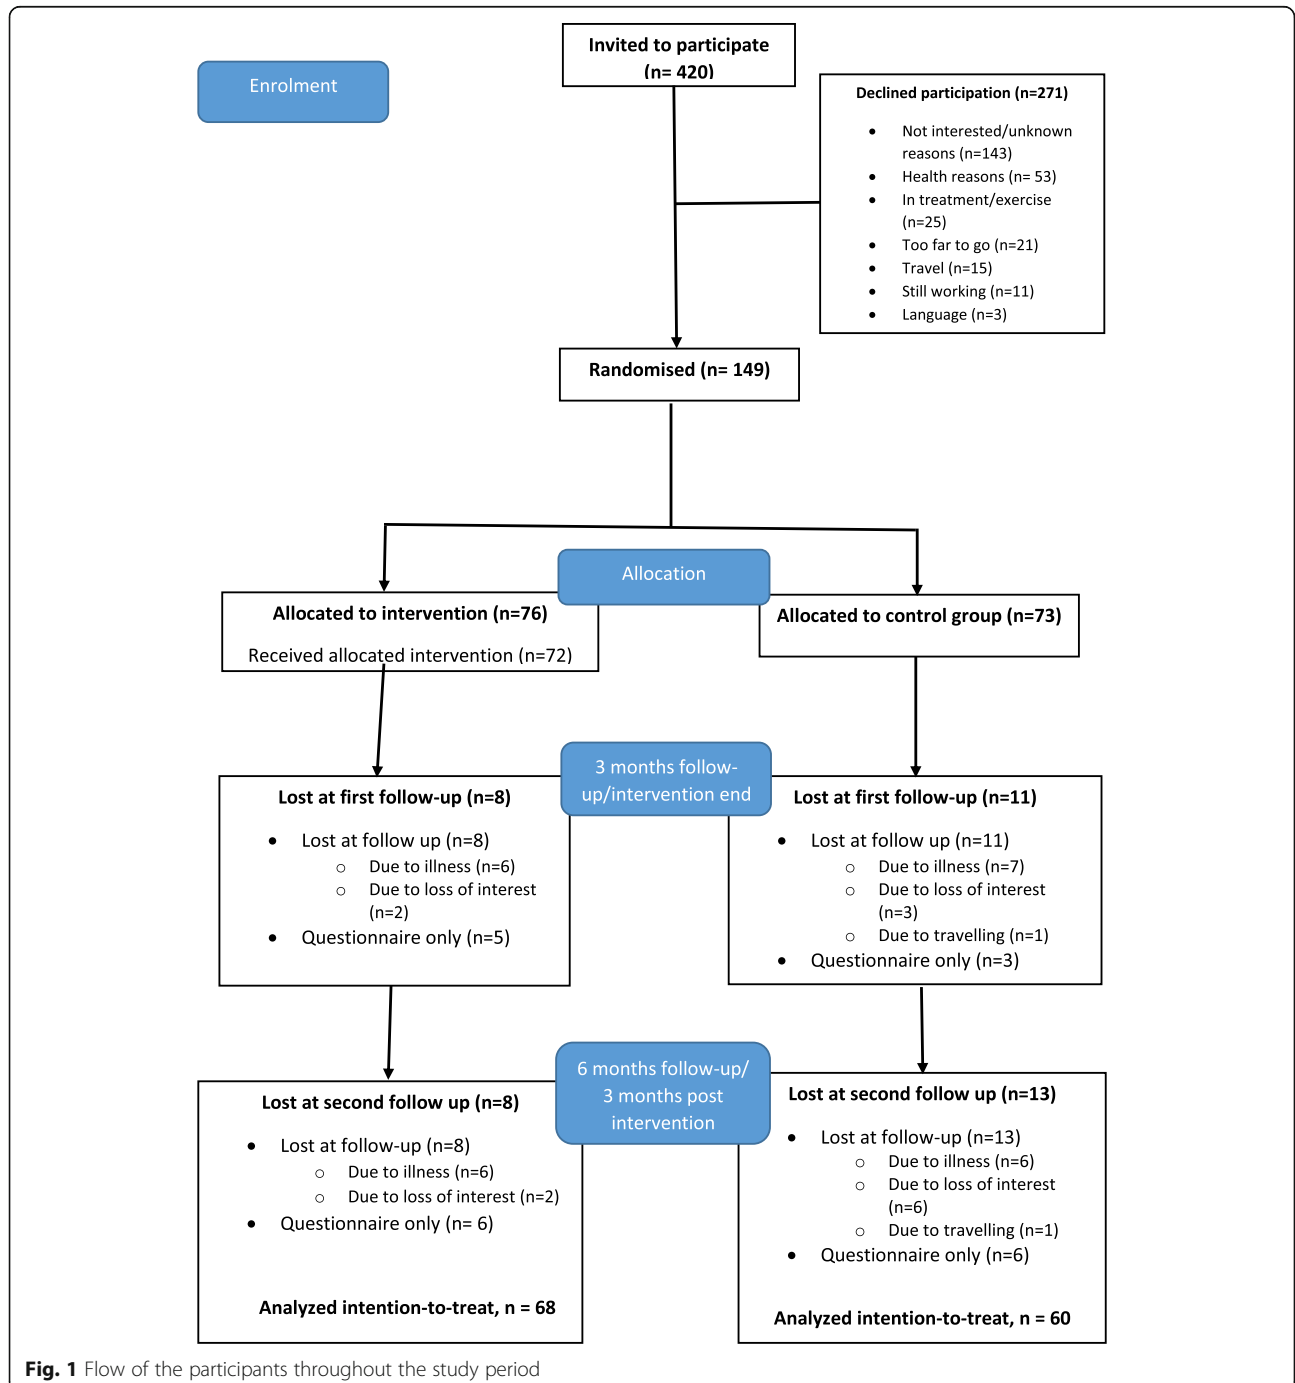 Invited to participate
(n= 420)
Enrolment
Declined participation (n=271)
• Not interested/unknown
reasons (n=143)
• Health reasons (n= 53)
• In treatment/exercise
(n=25)
• Too far to go (n=21)
• Travel (n=15)
• Still working (n=11)
• Language (n=3)
Randomised (n= 149)
Allocation
Allocated to intervention (n=76)
Received allocated intervention (n=72)
Allocated to control group (n=73)
3 months follow-
up/intervention end
Lost at first follow-up (n=8)
• Lost at follow up (n=8)
o Due to illness (n=6)
o Due to loss of interest
(n=2)
• Questionnaire only (n=5)
Lost at first follow-up (n=11)
• Lost at follow up (n=11)
o Due to illness (n=7)
o Due to loss of interest
(n=3)
o Due to travelling (n=1)
• Questionnaire only (n=3)
6 months follow-up/
3 months post
intervention
Lost at second follow up (n=8)
• Lost at follow-up (n=8)
o Due to illness (n=6)
o Due to loss of interest (n=2)
• Questionnaire only (n= 6)
Analyzed intention-to-treat, n = 68
Lost at second follow up (n=13)
• Lost at follow-up (n=13)
o Due to illness (n=6)
o Due to loss of interest
(n=6)
o Due to travelling (n=1)
• Questionnaire only (n=6)
Analyzed intention-to-treat, n = 60
Fig. 1 Flow of the participants throughout the study period